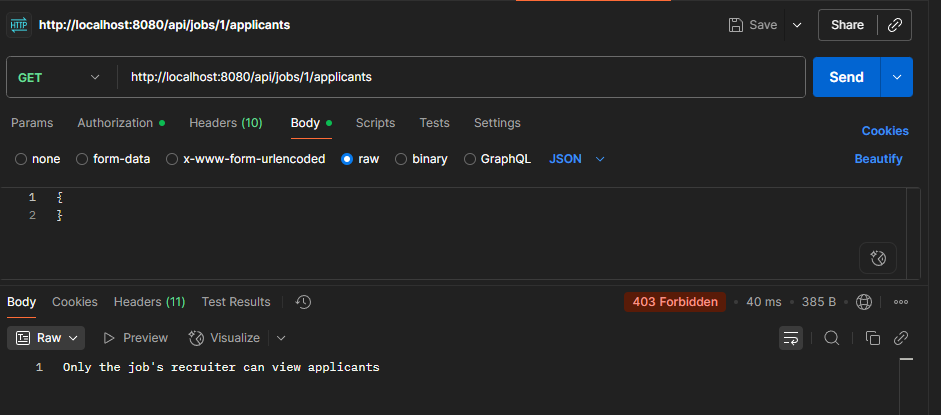 HTTP http://localhost:8080/api/jobs/1/applicants Save Share
GET http://localhost:8080/api/jobs/1/applicants Send
Params Authorization Headers (10) Body Scripts Tests Settings Cookies
none form-data x-www-form-urlencoded raw binary GraphQL JSON Beautify
1 {
2 }
Body Cookies Headers (11) Test Results 403 Forbidden • 40 ms • 385 B •
Raw Preview Visualize
1 Only the job's recruiter can view applicants